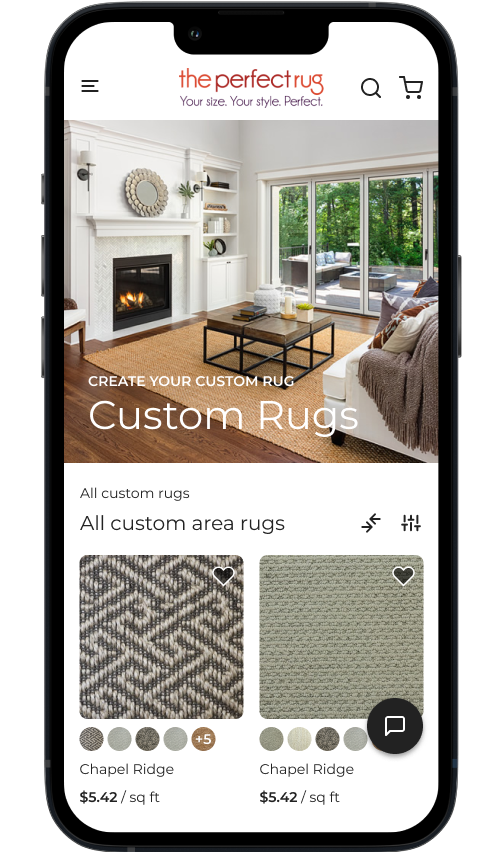 the perfect rug
Your size. Your style. Perfect.
CREATE YOUR CUSTOM RUG
Custom Rugs
All custom rugs
All custom area rugs
+5
Chapel Ridge
Chapel Ridge
$5.42 / sq ft
$5.42 / sq ft